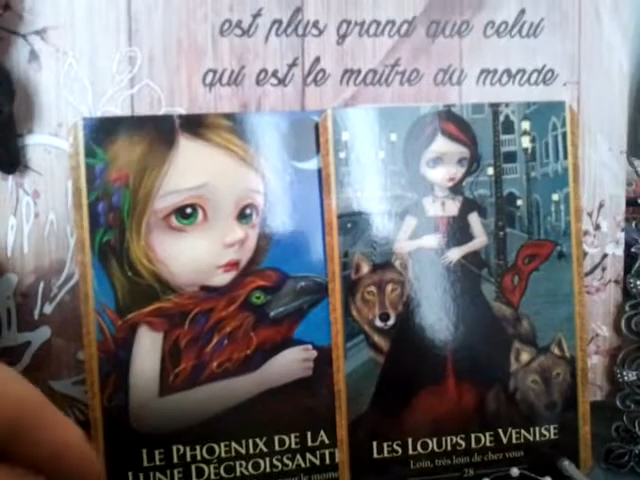 est plus grand que celui
qui est le maître du monde.
LE PHOENIX DE LA
LUNE DÉCROISSANT
LES LOUPS DE VENISE
Loin, très loin de chez vous
28